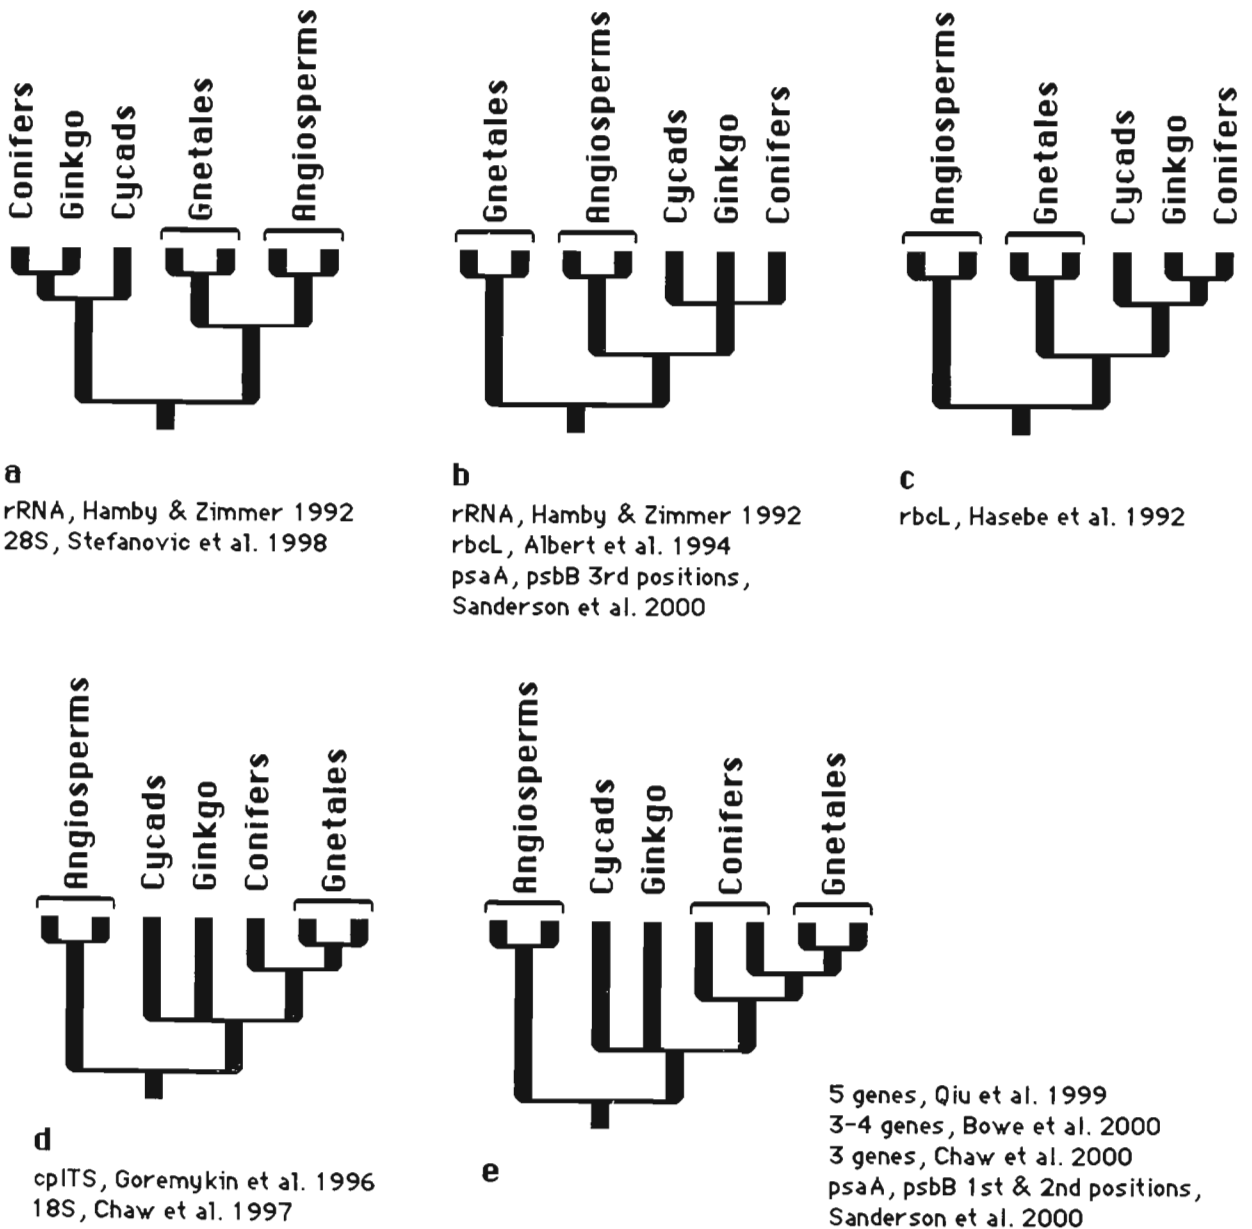 Conifers
Ginkgo
Cycads
Gnetales
Angiosperms
a
rRNA, Hamby & Zimmer 1992
28S, Stefanovic et al. 1998
Gnetales
Angiosperms
Cycads
Ginkgo
Conifers
b
rRNA, Hamby & Zimmer 1992
rbcL, Albert et al. 1994
psaA, psbB 3rd positions,
Sanderson et al. 2000
Angiosperms
Gnetales
Cycads
Ginkgo
Conifers
c
rbcL, Hasebe et al. 1992
Angiosperms
Cycads
Ginkgo
Conifers
Gnetales
d
cpITS, Goremykin et al. 1996
18S, Chaw et al. 1997
Angiosperms
Cycads
Ginkgo
Conifers
Gnetales
e
5 genes, Qiu et al. 1999
3-4 genes, Bowe et al. 2000
3 genes, Chaw et al. 2000
psaA, psbB 1st & 2nd positions,
Sanderson et al. 2000